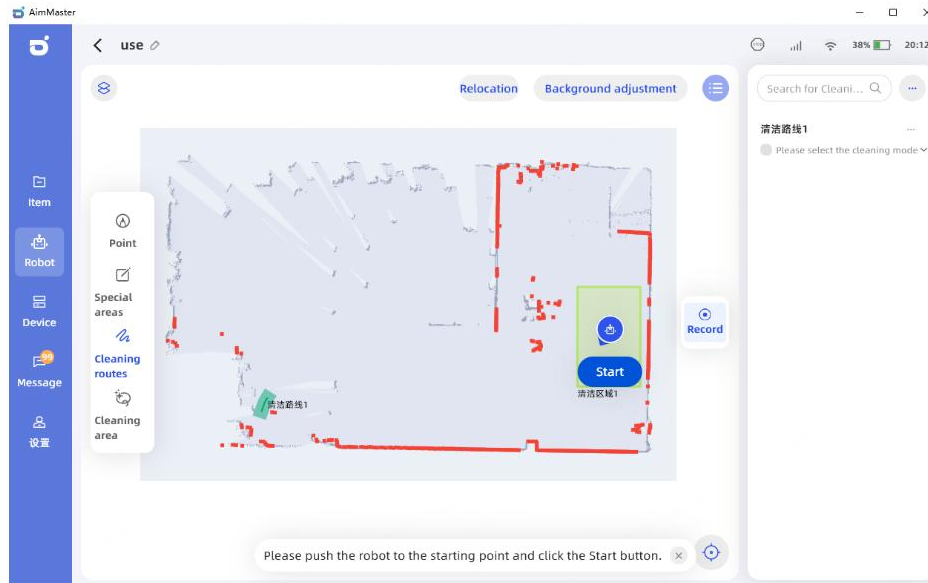 AimMaster
use
38%
20:12
Relocation
Background adjustment
Search for Cleani...
...
清洁路线1
...
Please select the cleaning mode
Item
Robot
Device
99
Message
设置
Point
Special
areas
Cleaning
routes
Cleaning
area
Record
Start
清洁区域1
清洁路线1
Please push the robot to the starting point and click the Start button.